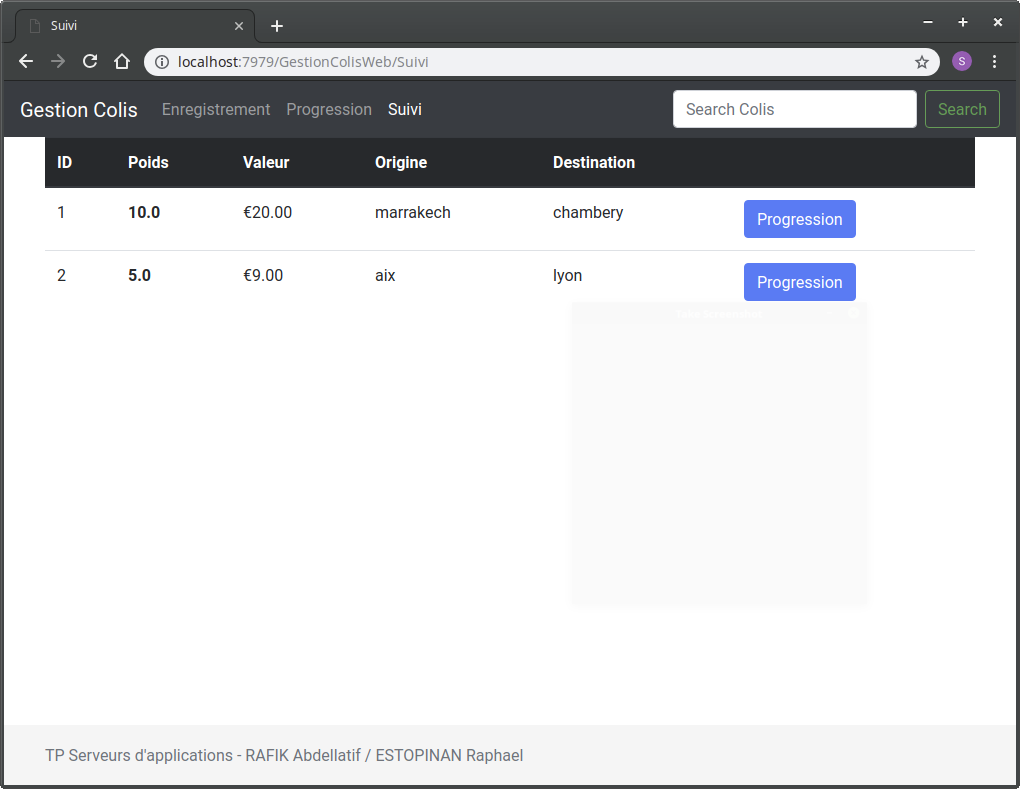 Suivi
localhost:7979/GestionColisWeb/Suivi
S
Gestion Colis Enregistrement Progression Suivi Search Colis Search
ID Poids Valeur Origine Destination
1 10.0 €20.00 marrakech chambery Progression
2 5.0 €9.00 aix lyon Progression
TP Serveurs d'applications - RAFIK Abdellatif / ESTOPINAN Raphael